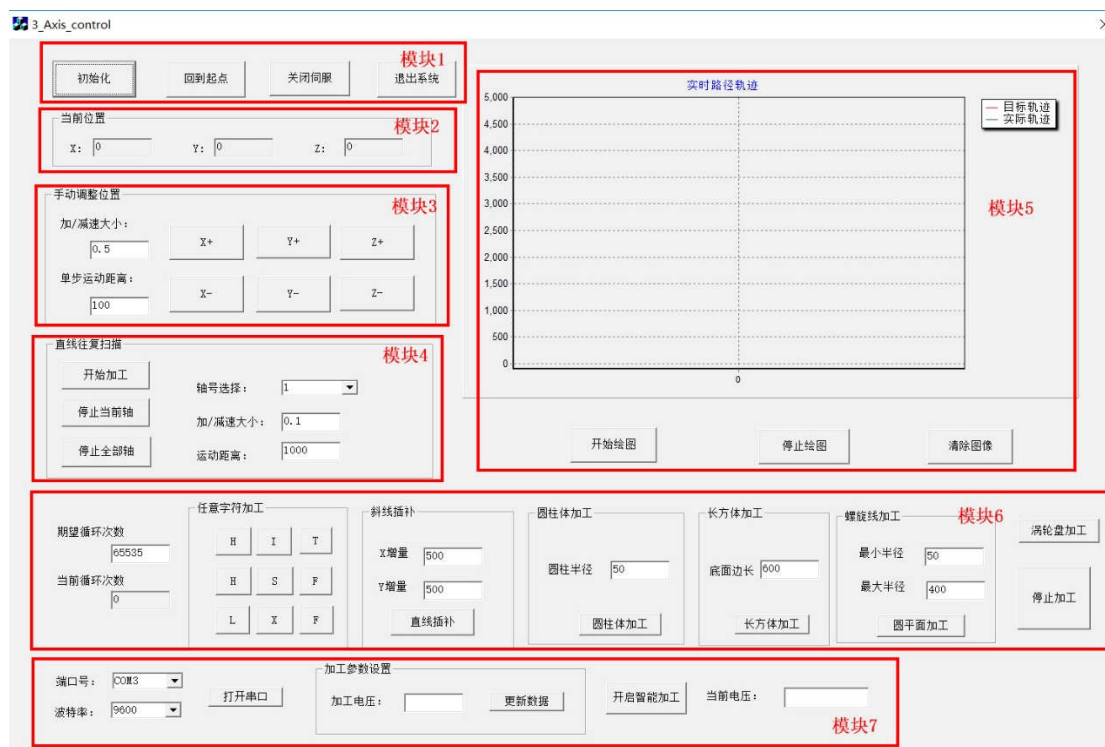 3_Axis_control
模块1
初始化 回到起点 关闭伺服 退出系统
当前位置
模块2
X: 0 Y: 0 Z: 0
手动调整位置
模块3
加/减速大小:
0.5
X+ Y+ Z+
单步运动距离:
100
X- Y- Z-
直线往复扫描
模块4
开始加工
停止当前轴
停止全部轴
轴号选择: 1
加/减速大小: 0.1
运动距离: 1000
实时路径轨迹
目标轨迹
实际轨迹
模块5
5,000
4,500
4,000
3,500
3,000
2,500
2,000
1,500
1,000
500
0
0
开始绘图 停止绘图 清除图像
模块6
期望循环次数
65535
当前循环次数
0
任意字符加工
H I T
H S F
L X F
斜线插补
X增量 500
Y增量 500
直线插补
圆柱体加工
圆柱半径 50
圆柱体加工
长方体加工
底面边长 600
长方体加工
螺旋线加工
最小半径 50
最大半径 400
圆平面加工
涡轮盘加工
停止加工
端口号: COM3
波特率: 9600
打开串口
加工参数设置
加工电压: 更新数据
开启智能加工 当前电压:
模块7